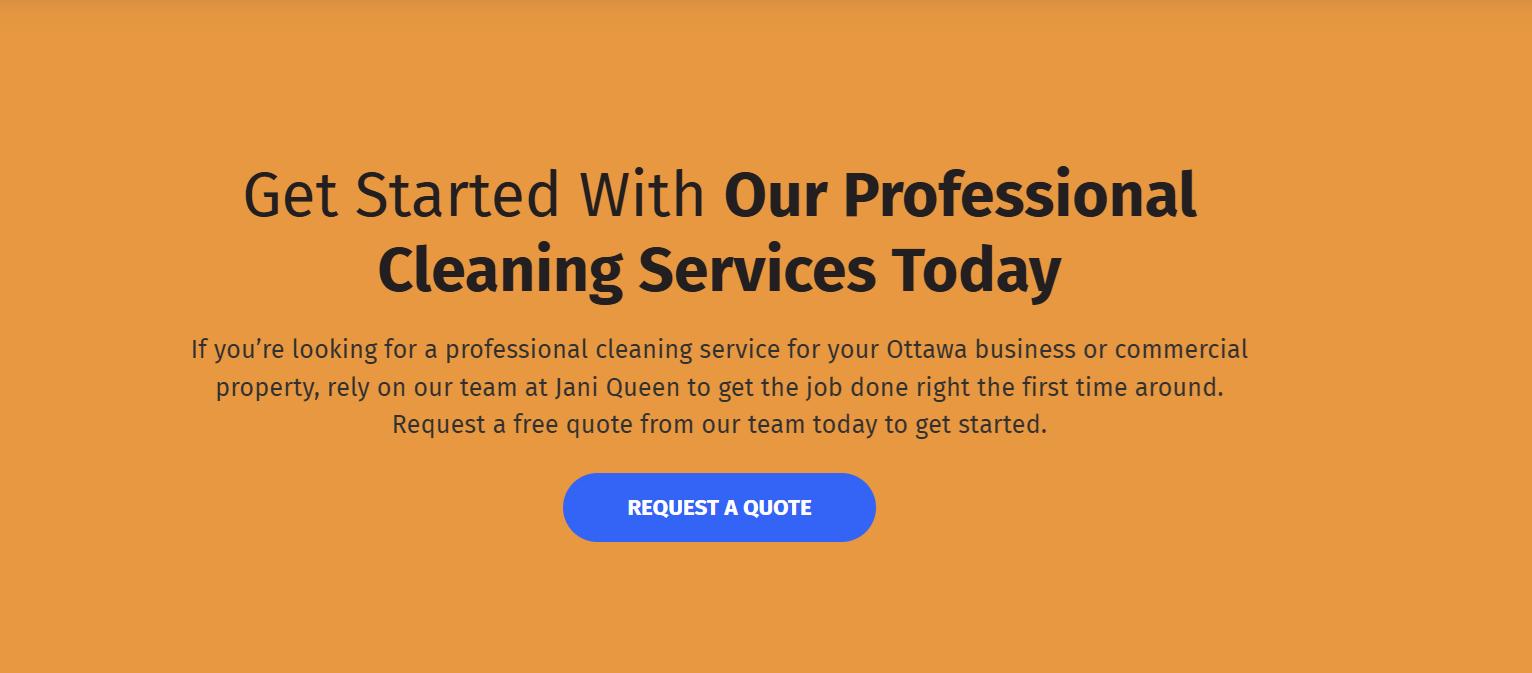 Get Started With Our Professional
Cleaning Services Today
If you’re looking for a professional cleaning service for your Ottawa business or commercial
property, rely on our team at Jani Queen to get the job done right the first time around.
Request a free quote from our team today to get started.
REQUEST A QUOTE